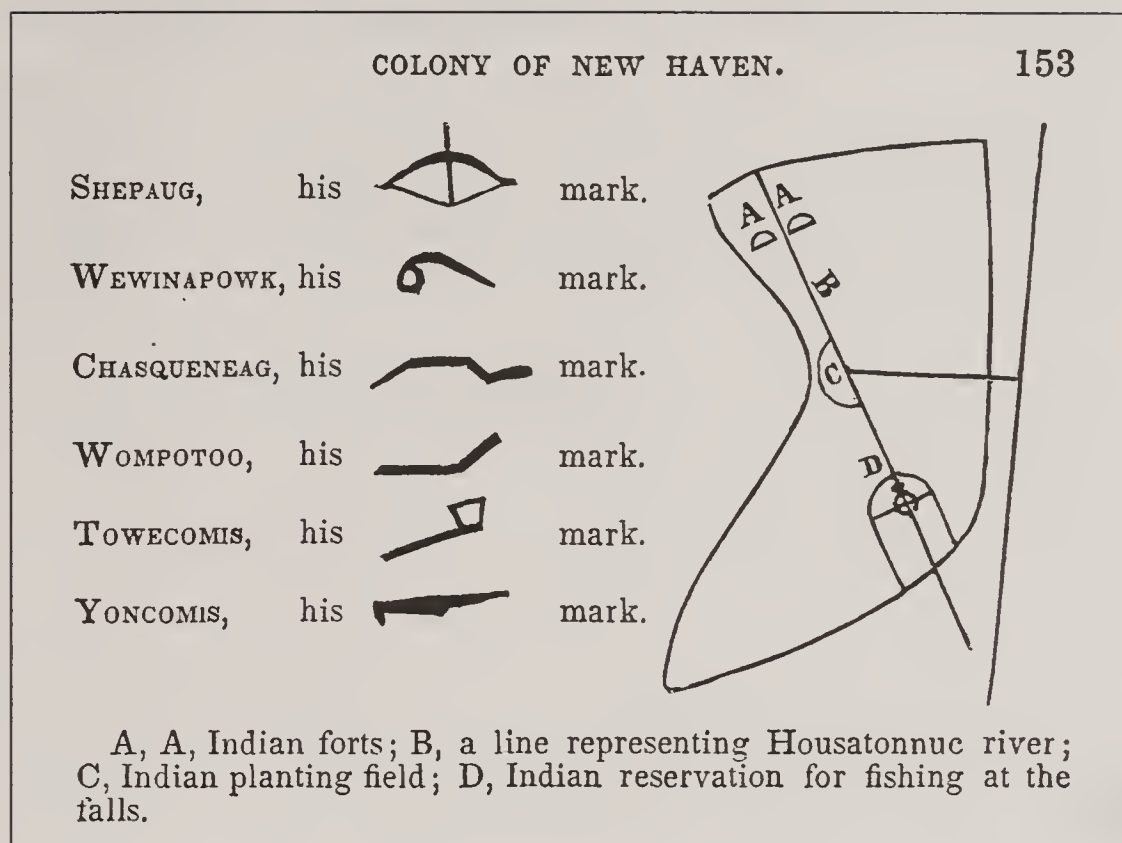 COLONY OF NEW HAVEN. 153
SHEPAUG, his mark.
WEWINAPOWK, his mark.
CHASQUENEAG, his mark.
WOMPOTOO, his mark.
TOWECOMIS, his mark.
YONCOMIS, his mark.
A A
B
C
D
A, A, Indian forts; B, a line representing Housatonnuc river;
C, Indian planting field; D, Indian reservation for fishing at the
falls.